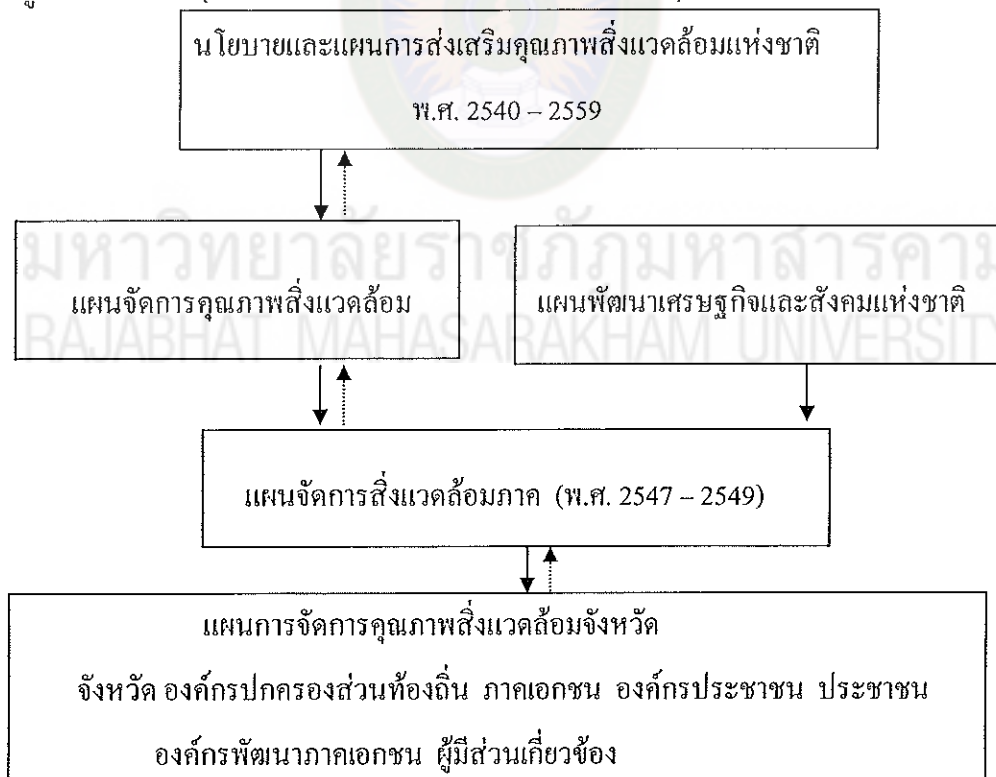 นโยบายและแผนการส่งเสริมคุณภาพสิ่งแวดล้อมแห่งชาติ
พ.ศ. 2540 – 2559
มหาวิทยาลัยราชภัฏมหาสารคาม
RAJABHAT MAHASARAKHAM UNIVERSITY
แผนจัดการคุณภาพสิ่งแวดล้อม
แผนพัฒนาเศรษฐกิจและสังคมแห่งชาติ
แผนจัดการสิ่งแวดล้อมภาค (พ.ศ. 2547 – 2549)
แผนการจัดการคุณภาพสิ่งแวดล้อมจังหวัด
จังหวัด องค์กรปกครองส่วนท้องถิ่น ภาคเอกชน องค์กรประชาชน ประชาชน
องค์กรพัฒนาภาคเอกชน ผู้มีส่วนเกี่ยวข้อง